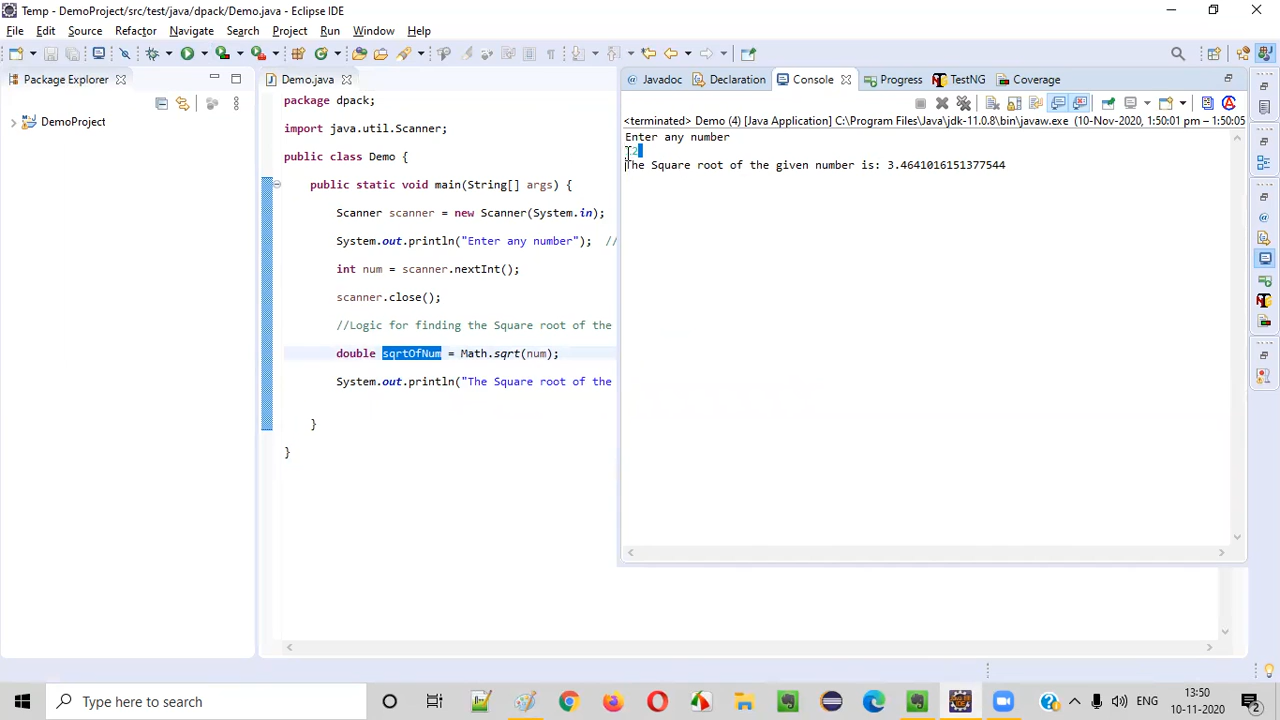 Temp - DemoProject/src/test/java/dpack/Demo.java - Eclipse IDE
File Edit Source Refactor Navigate Search Project Run Window Help
Package Explorer
DemoProject
Demo.java
package dpack;
import java.util.Scanner;
public class Demo {
public static void main(String[] args) {
Scanner scanner = new Scanner(System.in);
System.out.println("Enter any number"); //
int num = scanner.nextInt();
scanner.close();
//Logic for finding the Square root of the
double sqrtOfNum = Math.sqrt(num);
System.out.println("The Square root of the
}
}
Javadoc Declaration Console Progress TestNG Coverage
<terminated> Demo (4) [Java Application] C:\Program Files\Java\jdk-11.0.8\bin\javaw.exe (10-Nov-2020, 1:50:01 pm – 1:50:05
Enter any number
The Square root of the given number is: 3.4641016151377544
Type here to search
ENG
13:50
10-11-2020
2